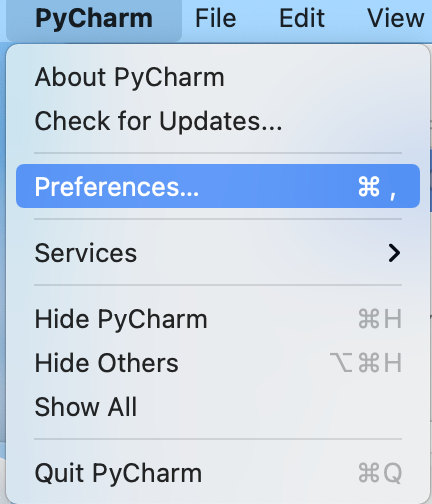 PyCharm File Edit View
About PyCharm
Check for Updates...
Preferences... ⌘ ,
Services
Hide PyCharm ⌘H
Hide Others ⌥⌘H
Show All
Quit PyCharm ⌘Q